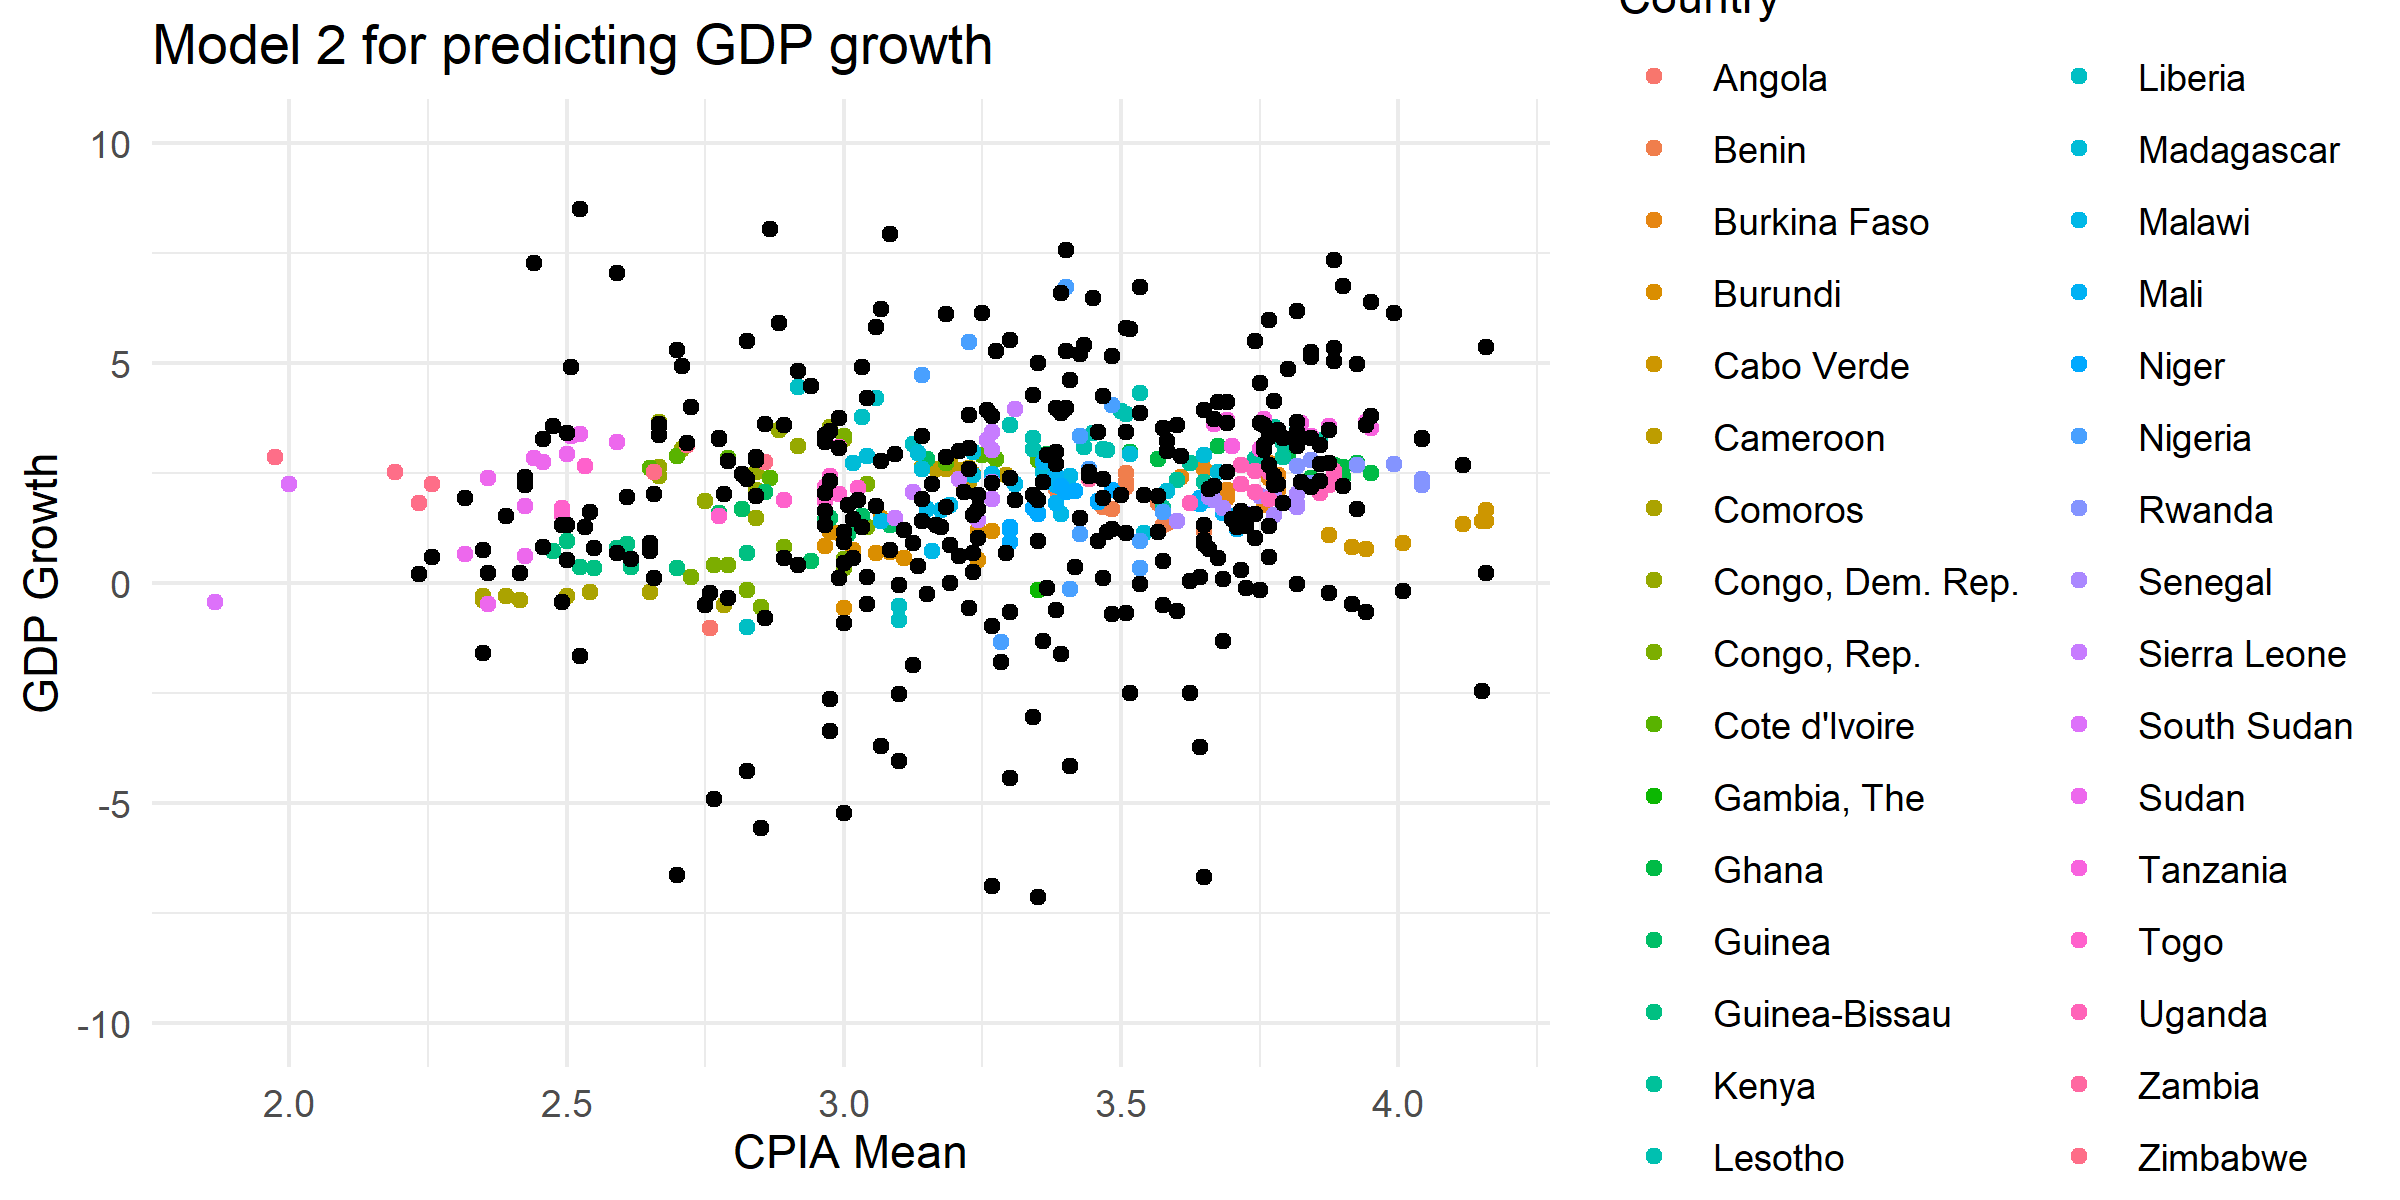 Model 2 for predicting GDP growth
Country
Angola
Benin
Burkina Faso
Burundi
Cabo Verde
Cameroon
Comoros
Congo, Dem. Rep.
Congo, Rep.
Cote d'Ivoire
Gambia, The
Ghana
Guinea
Guinea-Bissau
Kenya
Lesotho
Liberia
Madagascar
Malawi
Mali
Niger
Nigeria
Rwanda
Senegal
Sierra Leone
South Sudan
Sudan
Tanzania
Togo
Uganda
Zambia
Zimbabwe
GDP Growth
10
5
0
-5
-10
2.0
2.5
3.0
3.5
4.0
CPIA Mean